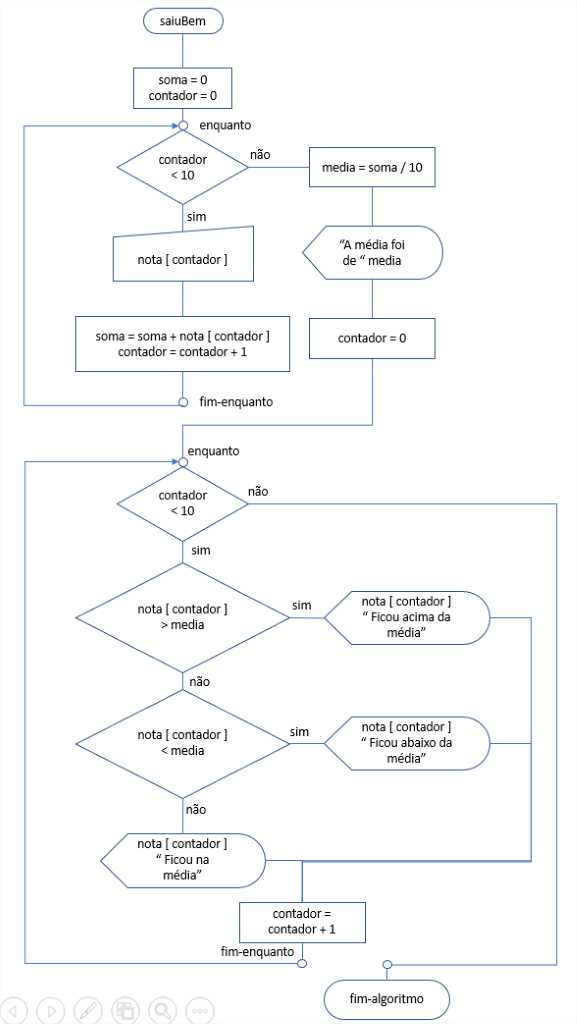 saiuBem
soma = 0
contador = 0
enquanto
contador
< 10
não
media = soma / 10
sim
"A média foi
de " media
nota [ contador ]
soma = soma + nota [ contador ]
contador = contador + 1
contador = 0
fim-enquanto
enquanto
contador
< 10
não
sim
nota [ contador ]
> media
sim
nota [ contador ]
" Ficou acima da
média"
não
nota [ contador ]
< media
sim
nota [ contador ]
" Ficou abaixo da
média"
não
nota [ contador ]
" Ficou na
média"
contador =
contador + 1
fim-enquanto
fim-algoritmo